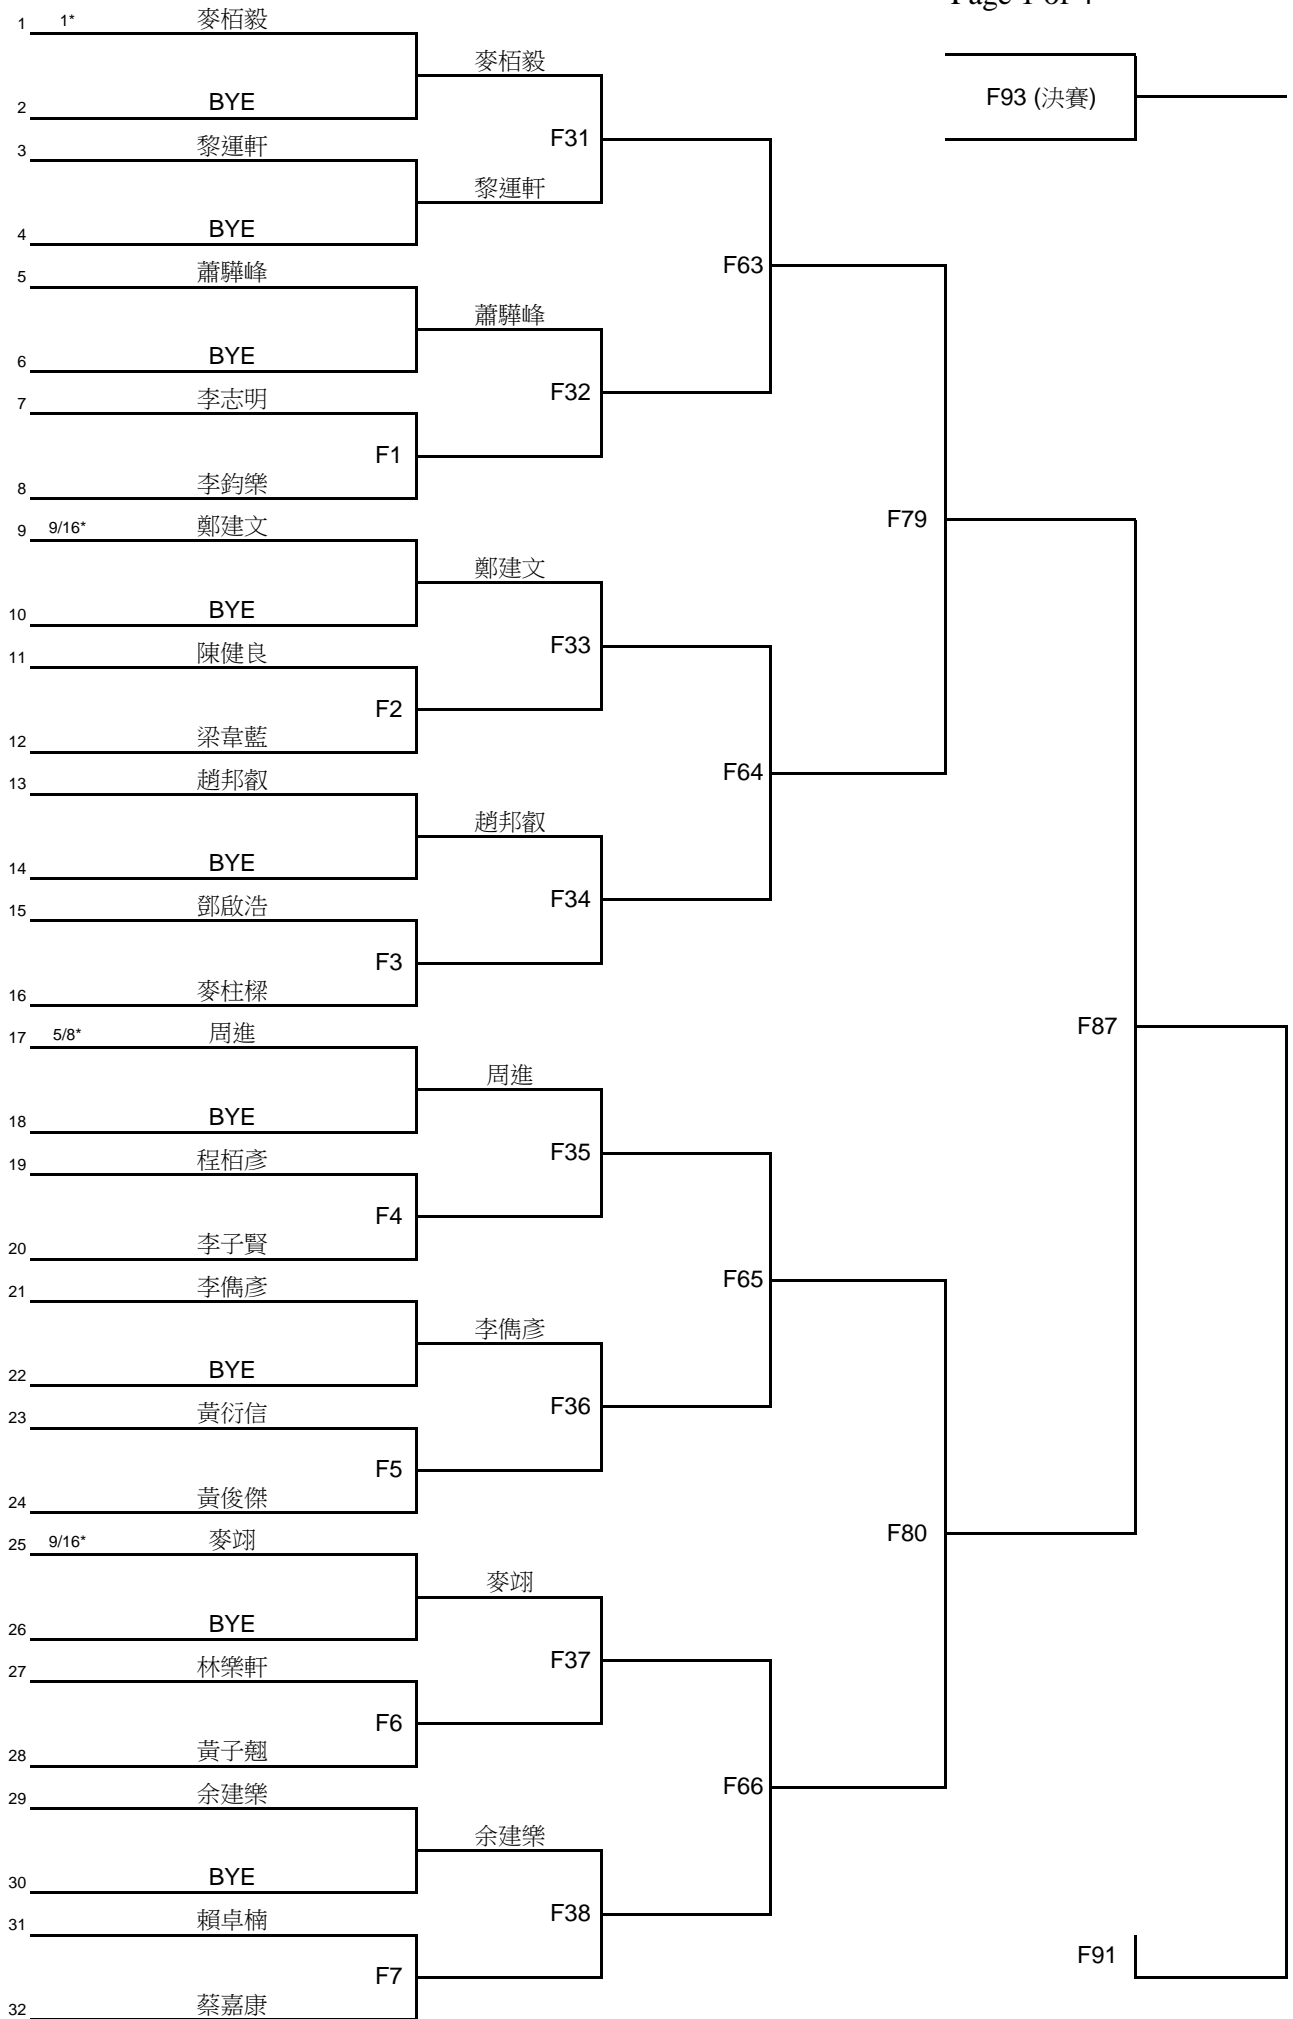 Page 1 of 4
1 1* 麥栢毅
麥栢毅
F93 (決賽)
2 BYE
F31
3 黎運軒
黎運軒
4 BYE
F63
5 蕭驊峰
蕭驊峰
6 BYE
F32
7 李志明
F1
8 李鈞樂
F79
9 9/16* 鄭建文
鄭建文
10 BYE
F33
11 陳健良
F2
12 梁韋藍
F64
13 趙邦叡
趙邦叡
14 BYE
F34
15 鄧啟浩
F3
16 麥柱樑
F87
17 5/8* 周進
周進
18 BYE
F35
19 程栢彥
F4
20 李子賢
F65
21 李儁彥
李儁彥
22 BYE
F36
23 黃衍信
F5
24 黃俊傑
F80
25 9/16* 麥翊
麥翊
26 BYE
F37
27 林樂軒
F6
28 黃子翹
F66
29 余建樂
余建樂
30 BYE
F38
31 賴卓楠
F91
F7
32 蔡嘉康